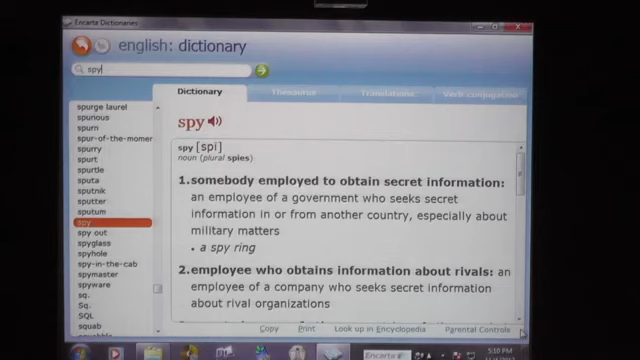 Encarta Dictionaries
english: dictionary
spy
Dictionary
Thesaurus
Translations
Verb conjugation
spurge laurel
spurious
spurn
spur-of-the-momen
spurry
spurt
spurtle
sputa
sputnik
sputter
sputum
spy
spy out
spyglass
spyhole
spy-in-the-cab
spymaster
spyware
sq.
Sq.
SQL
squab
spy
spy [spī]
noun (plural spies)
1.somebody employed to obtain secret information:
an employee of a government who seeks secret
information in or from another country, especially about
military matters
• a spy ring
2.employee who obtains information about rivals: an
employee of a company who seeks secret information
about rival organizations
Copy
Print
Look up in Encyclopedia
Parental Controls
Encarta
5:10 PM